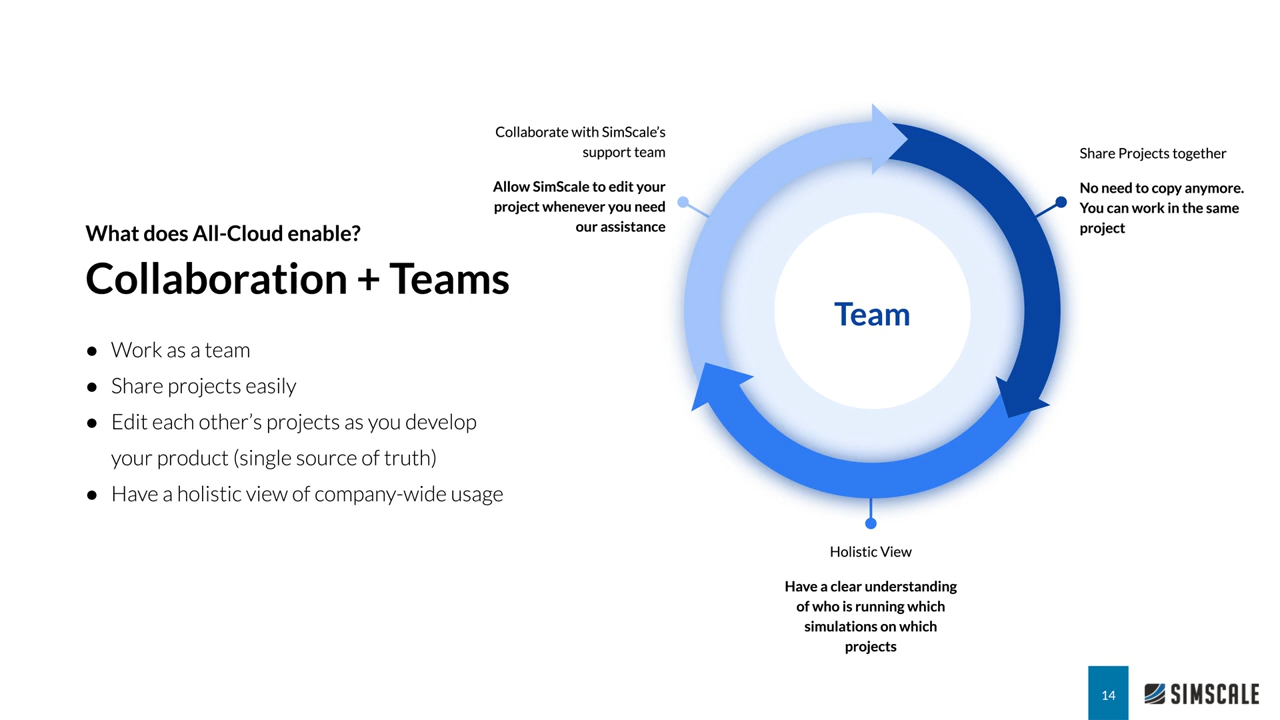 What does All-Cloud enable?
Collaboration + Teams
● Work as a team
● Share projects easily
● Edit each other’s projects as you develop
your product (single source of truth)
● Have a holistic view of company-wide usage
Collaborate with SimScale’s
support team
Allow SimScale to edit your
project whenever you need
our assistance
Team
Share Projects together
No need to copy anymore.
You can work in the same
project
Holistic View
Have a clear understanding
of who is running which
simulations on which
projects
14
SIMSCALE